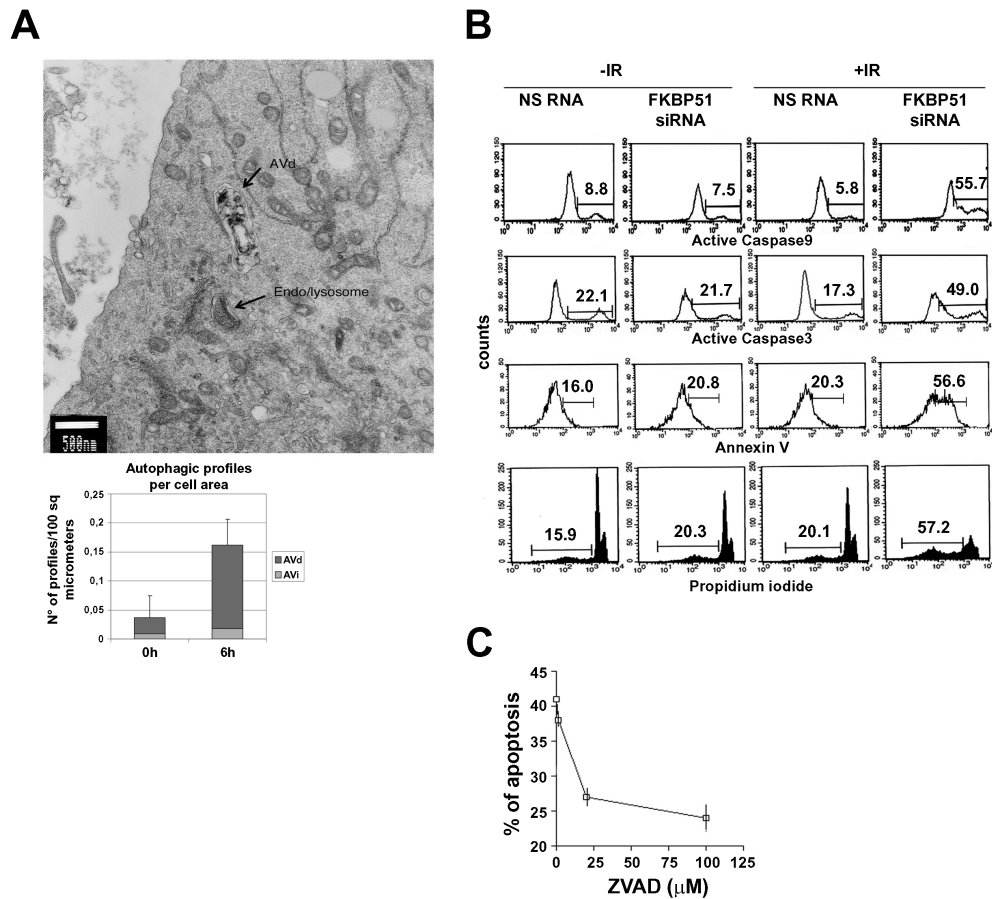 A
AVd
Endo/lysosome
500nm
Autophagic profiles
per cell area
N° of profiles/100 sq
micrometers
0,25
0,2
0,15
0,1
0,05
0
0h
6h
AVd
AVi
B
-IR
+IR
NS RNA
FKBP51
siRNA
NS RNA
FKBP51
siRNA
counts
8.8
7.5
5.8
55.7
Active Caspase9
22.1
21.7
17.3
49.0
Active Caspase3
16.0
20.8
20.3
56.6
Annexin V
15.9
20.3
20.1
57.2
Propidium iodide
C
% of apoptosis
45
40
35
30
25
20
0
25
50
75
100
125
ZVAD (μM)